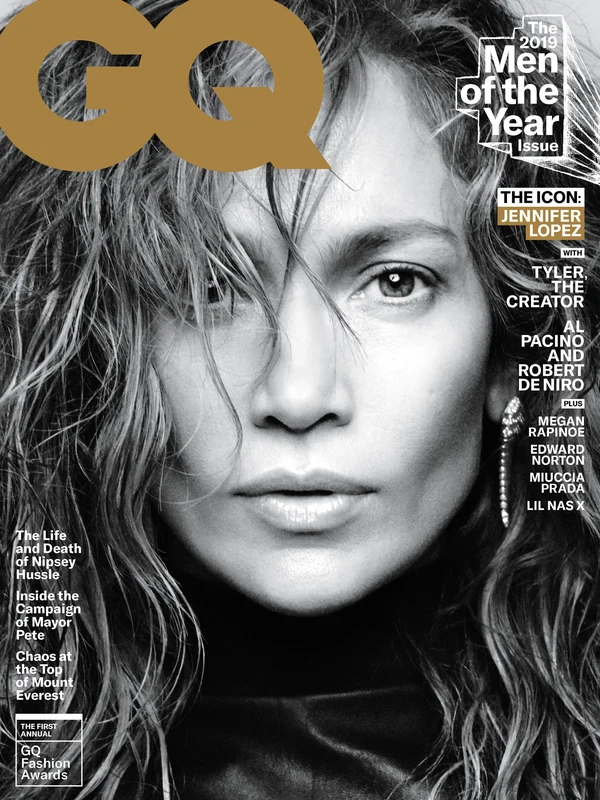 GQ
The
2019
Men
of the
Year
Issue
THE ICON:
JENNIFER
LOPEZ
WITH
TYLER,
THE
CREATOR
AL
PACINO
AND
ROBERT
DE NIRO
PLUS
MEGAN
RAPINOE
EDWARD
NORTON
MIUCCIA
PRADA
LIL NAS X
The Life
and Death
of Nipsey
Hussle
Inside the
Campaign
of Mayor
Pete
Chaos at
the Top
of Mount
Everest
THE FIRST
ANNUAL
GQ
Fashion
Awards